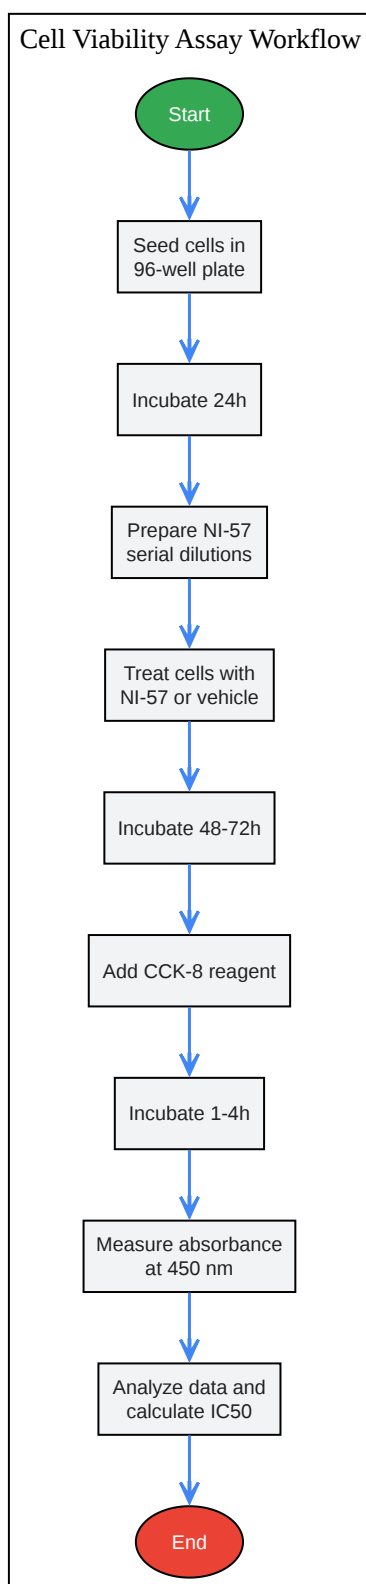 Cell Viability Assay Workflow
Start
Seed cells in
96-well plate
Incubate 24h
Prepare NI-57
serial dilutions
Treat cells with
NI-57 or vehicle
Incubate 48-72h
Add CCK-8 reagent
Incubate 1-4h
Measure absorbance
at 450 nm
Analyze data and
calculate IC50
End